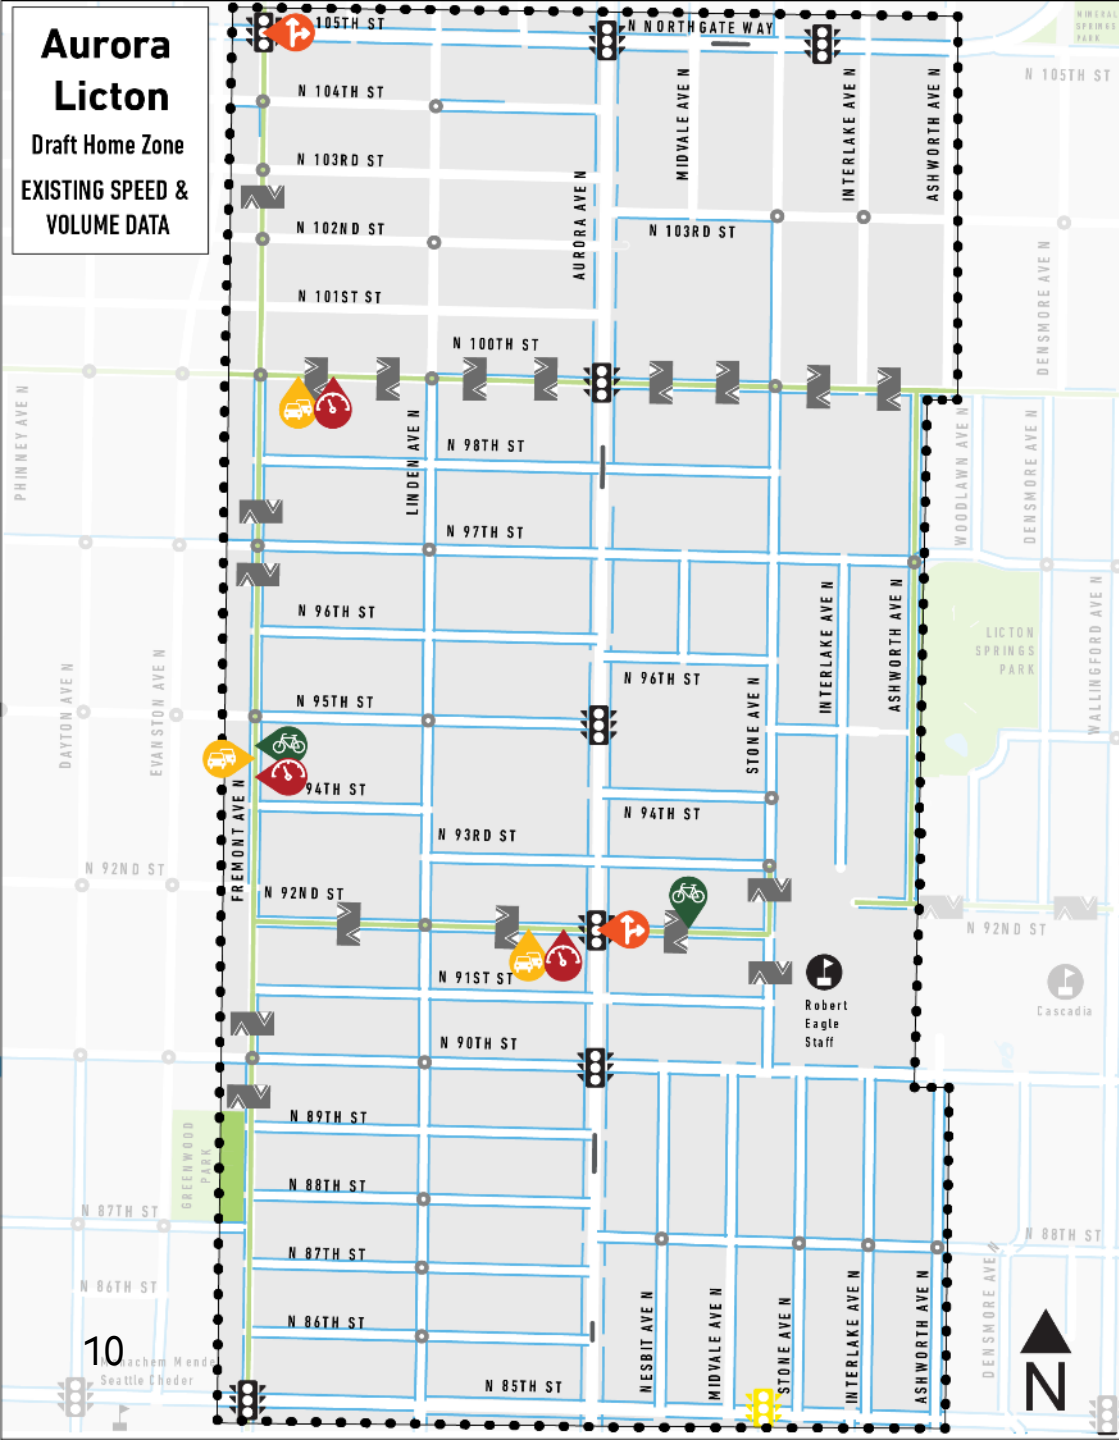 Aurora
Licton
Draft Home Zone
EXISTING SPEED &
VOLUME DATA
105TH ST
N NORTHGATE WAY
MINERAL
SPRINGS
PARK
N 105TH ST
N 104TH ST
MIDVALE AVE N
INTERLAKE AVE N
ASHWORTH AVE N
N 103RD ST
AURORA AVE N
N 102ND ST
N 103RD ST
DENSMORE AVE N
N 101ST ST
N 100TH ST
PHINNEY AVE N
LINDEN AVE N
N 98TH ST
WOODLAWN AVE N
DENSMORE AVE N
N 97TH ST
N 96TH ST
INTERLAKE AVE N
ASHWORTH AVE N
WALLINGFORD AVE N
LICTON
SPRINGS
PARK
DAYTON AVE N
EVANSTON AVE N
N 96TH ST
STONE AVE N
N 95TH ST
94TH ST
FREMONT AVE N
N 94TH ST
N 93RD ST
N 92ND ST
N 92ND ST
N 92ND ST
N 91ST ST
Robert
Eagle
Staff
Cascadia
N 90TH ST
N 89TH ST
GREENWOOD
PARK
N 88TH ST
N 87TH ST
N 88TH ST
N 87TH ST
DENSMORE AVE N
N 86TH ST
NESBIT AVE N
MIDVALE AVE N
STONE AVE N
INTERLAKE AVE N
ASHWORTH AVE N
N 86TH ST
10
Menachem Mende
Seattle Cheder
N 85TH ST
N